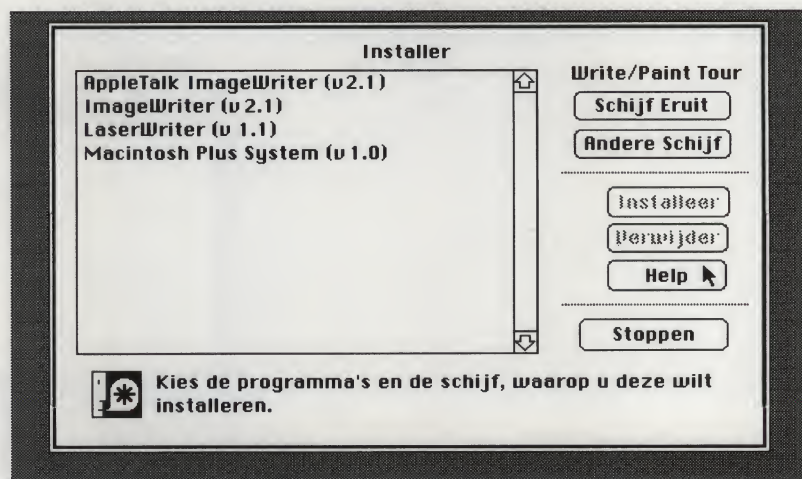 Installer
AppleTalk ImageWriter (v2.1)
ImageWriter (v 2.1)
LaserWriter (v 1.1)
Macintosh Plus System (v 1.0)
Write/Paint Tour
Schijf Eruit
Andere Schijf
Installeer
Verwijder
Help
Stoppen
Kies de programma's en de schijf, waarop u deze wilt
installeren.